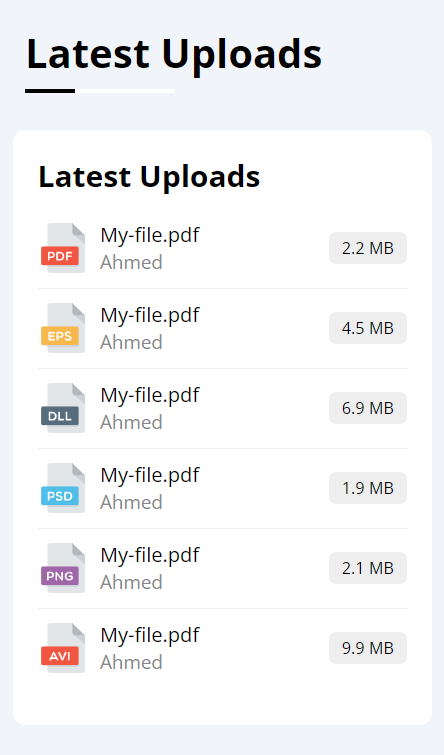 Latest Uploads
Latest Uploads
My-file.pdf
PDF
Ahmed
2.2 MB
My-file.pdf
EPS
Ahmed
4.5 MB
My-file.pdf
DLL
Ahmed
6.9 MB
My-file.pdf
PSD
Ahmed
1.9 MB
My-file.pdf
PNG
Ahmed
2.1 MB
My-file.pdf
AVI
Ahmed
9.9 MB